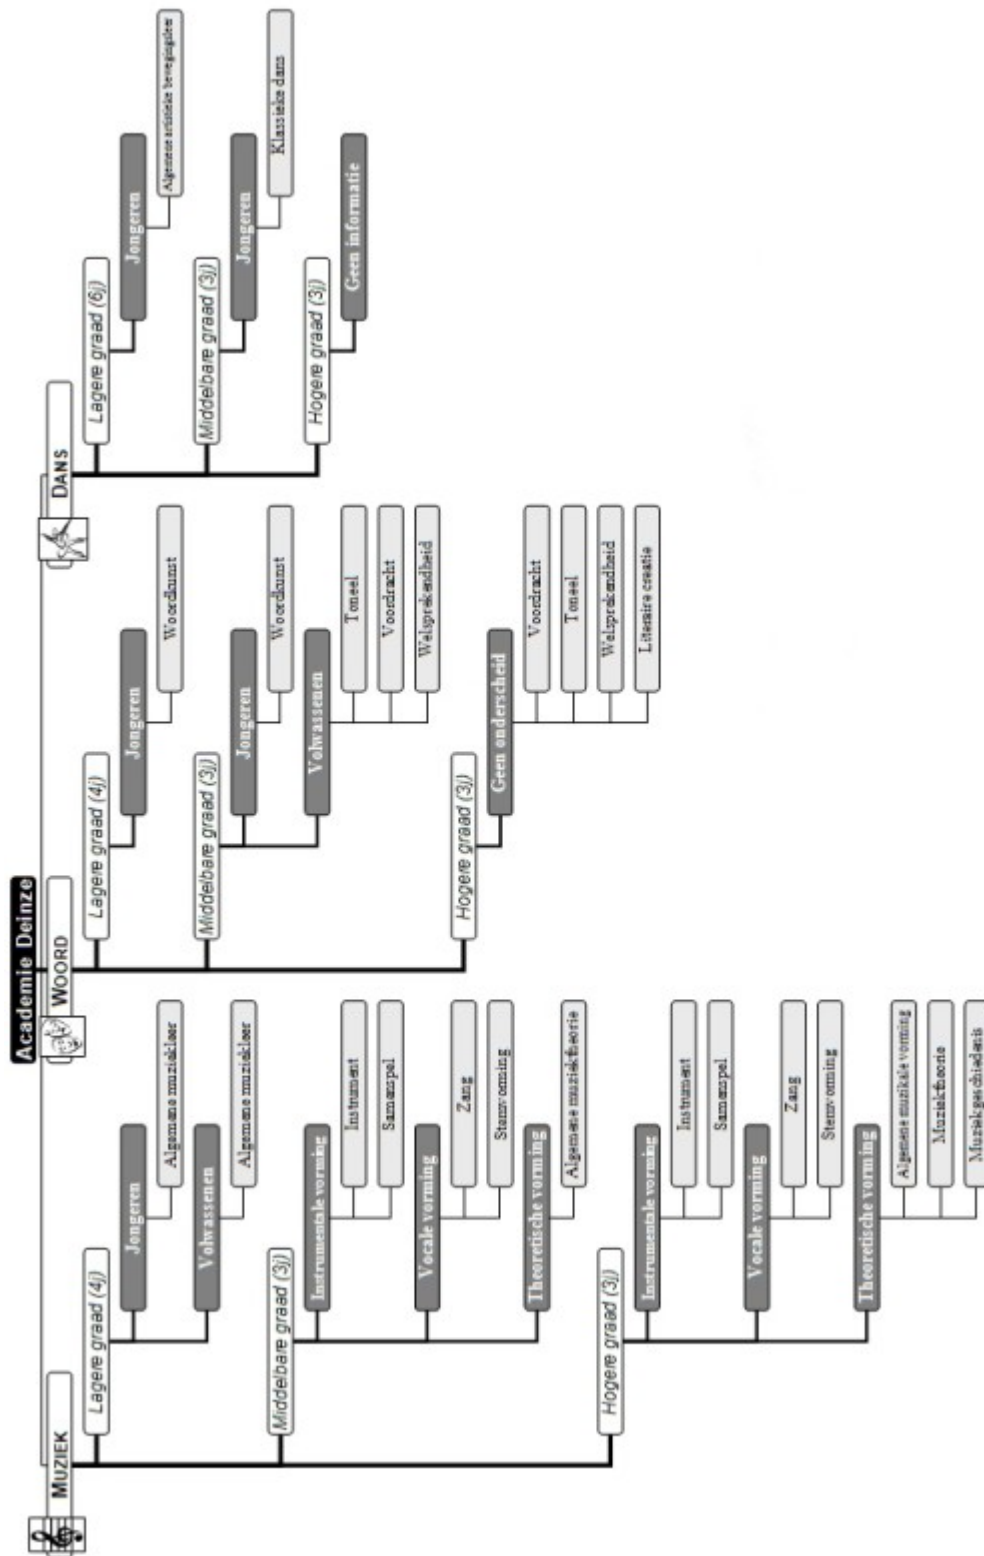 Academie Deinze
MUZIEK
Lagere graad (4j)
Jongeren
Algemene muziekleer
Volwassenen
Algemene muziekleer
Middelbare graad (3j)
Instrumentale vorming
Instrument
Samenspel
Vocale vorming
Zang
Stemvorming
Theoretische vorming
Algemene muziektheorie
Hogere graad (3j)
Instrumentale vorming
Instrument
Samenspel
Vocale vorming
Zang
Stemvorming
Theoretische vorming
Algemene muzikale vorming
Muziektheorie
Muziekgeschiedenis
WOORD
Lagere graad (4j)
Jongeren
Woordkunst
Middelbare graad (3j)
Jongeren
Woordkunst
Volwassenen
Toneel
Voordracht
Welsprekendheid
Hogere graad (3j)
Geen onderscheid
Voordracht
Toneel
Welsprekendheid
Literaire creatie
DANS
Lagere graad (6j)
Jongeren
Algemene artistieke bewegingsleer
Middelbare graad (3j)
Jongeren
Klassieke dans
Hogere graad (3j)
Geen informatie